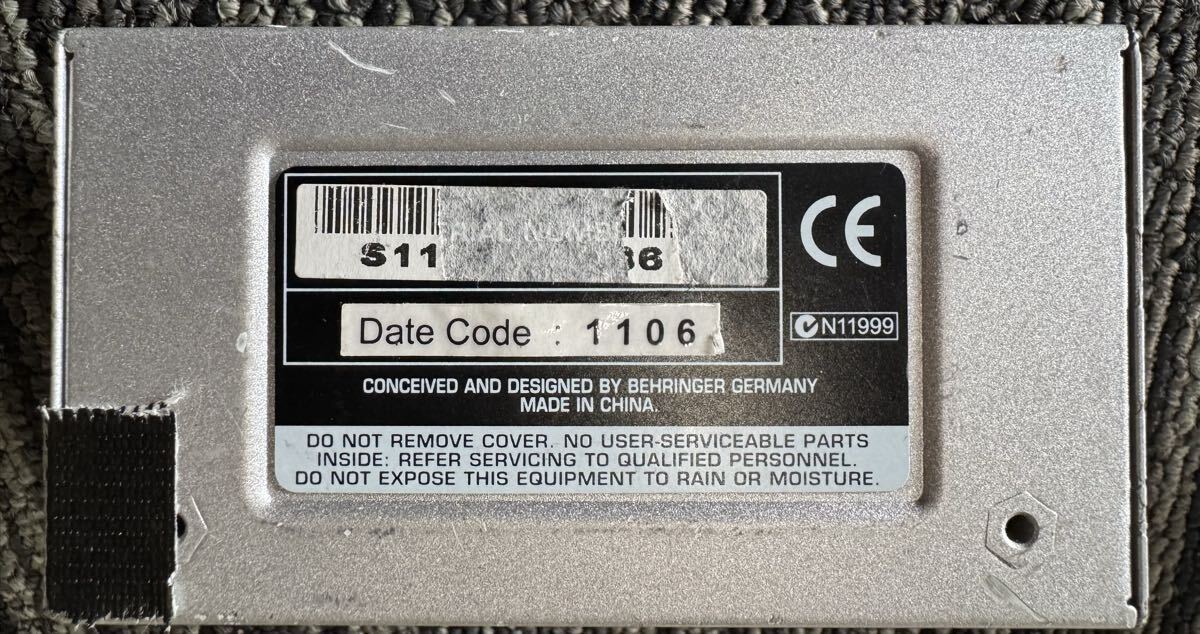 S11
Date Code : 1106
CE
N11999
CONCEIVED AND DESIGNED BY BEHRINGER GERMANY
MADE IN CHINA.
DO NOT REMOVE COVER. NO USER-SERVICEABLE PARTS
INSIDE: REFER SERVICING TO QUALIFIED PERSONNEL.
DO NOT EXPOSE THIS EQUIPMENT TO RAIN OR MOISTURE.